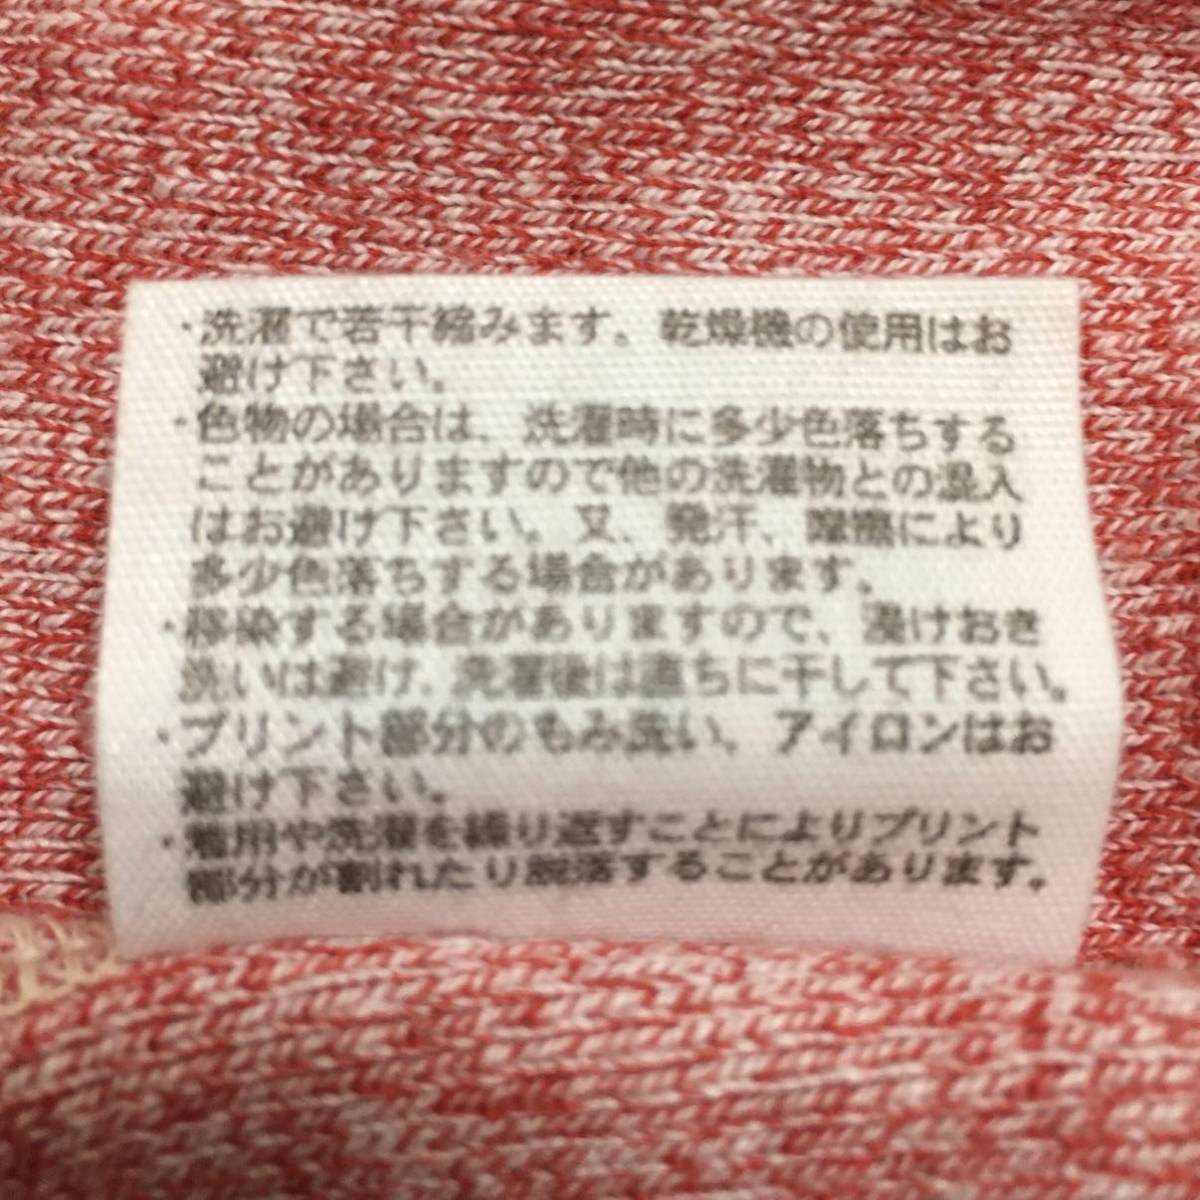 ・洗濯で若干縮みます。乾燥機の使用はお
避け下さい。
・色物の場合は、洗濯時に多少色落ちする
ことがありますので他の洗濯物との混入
はお避け下さい。又、発汗、摩擦により
多少色落ちする場合があります。
・移染する場合がありますので、漬けおき
洗いは避け、洗濯後は直ちに干して下さい。
・プリント部分のもみ洗い、アイロンはお
避け下さい。
・着用や洗濯を繰り返すことによりプリント
部分が割れたり脱落することがあります。